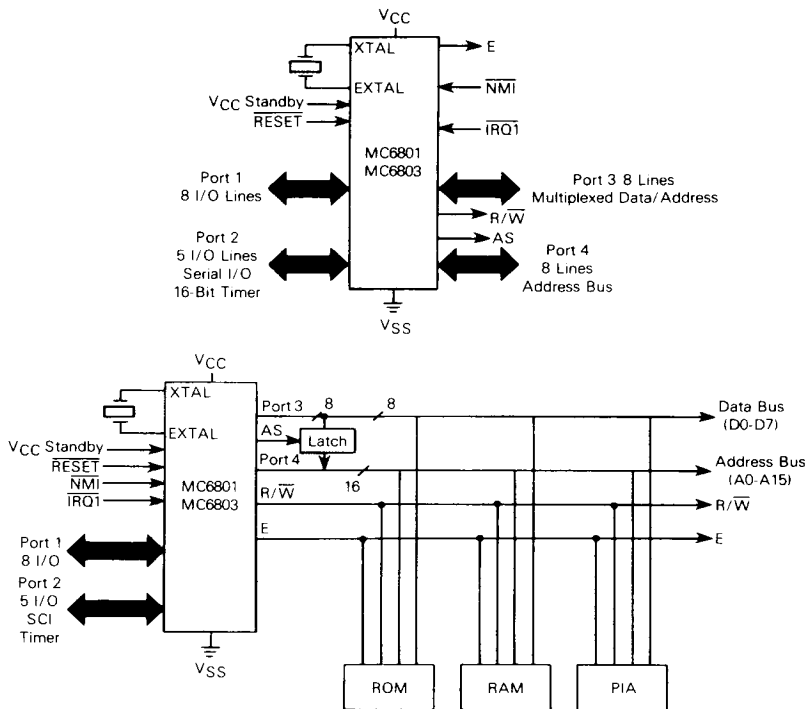 VCC
XTAL
E
EXTAL
NMI
VCC Standby
RESET
IRQ1
MC6801
MC6803
Port 1
8 I/O Lines
Port 3 8 Lines
Multiplexed Data/Address
R/W
AS
Port 2
5 I/O Lines
Serial I/O
16-Bit Timer
Port 4
8 Lines
Address Bus
VSS
VCC
XTAL
EXTAL
VCC Standby
RESET
NMI
IRQ1
MC6801
MC6803
Port 1
8 I/O
Port 2
5 I/O
SCI
Timer
VSS
Port 3
8
8
Data Bus
(D0-D7)
AS
Latch
Port 4
16
Address Bus
(A0-A15)
R/W
R/W
E
E
ROM
RAM
PIA